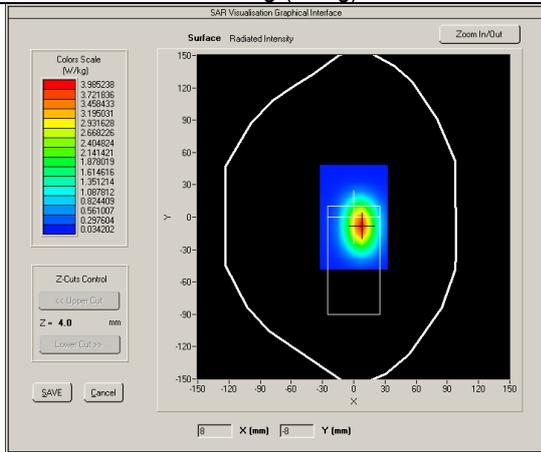 SAR Visualisation Graphical Interface
Surface Radiated Intensity
Zoom In/Out
Colors Scale
(W/kg)
3.985238
3.721836
3.458433
3.195031
2.931628
2.668226
2.404824
2.141421
1.878019
1.614616
1.351214
1.087812
0.824409
0.561007
0.297604
0.034202
Z-Cuts Control
<< Upper Cut
Z = 4.0 mm
Lower Cut >>
SAVE Cancel
150
120
90
60
30
0
-30
-60
-90
-120
-150
Y
-150 -120 -90 -60 -30 0 30 60 90 120 150
X
8 X (mm) -8 Y (mm)